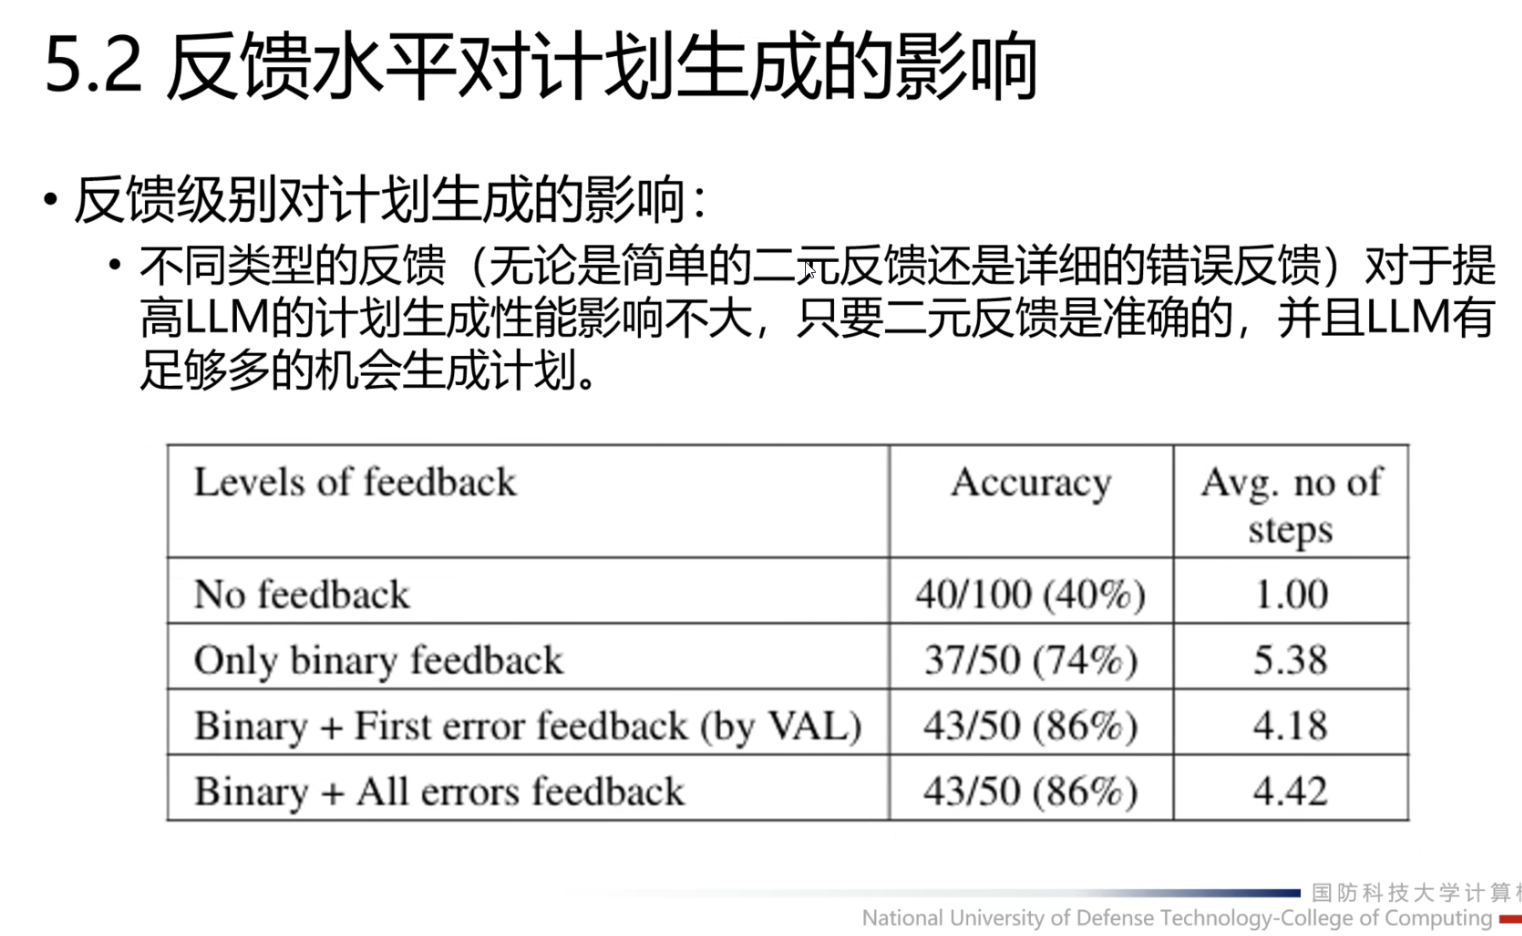 5.2 反馈水平对计划生成的影响
• 反馈级别对计划生成的影响：
• 不同类型的反馈（无论是简单的二元反馈还是详细的错误反馈）对于提
高LLM的计划生成性能影响不大，只要二元反馈是准确的，并且LLM有
足够多的机会生成计划。
Levels of feedback Accuracy Avg. no of
steps
No feedback 40/100 (40%) 1.00
Only binary feedback 37/50 (74%) 5.38
Binary + First error feedback (by VAL) 43/50 (86%) 4.18
Binary + All errors feedback 43/50 (86%) 4.42
国防科技大学计算
National University of Defense Technology-College of Computing